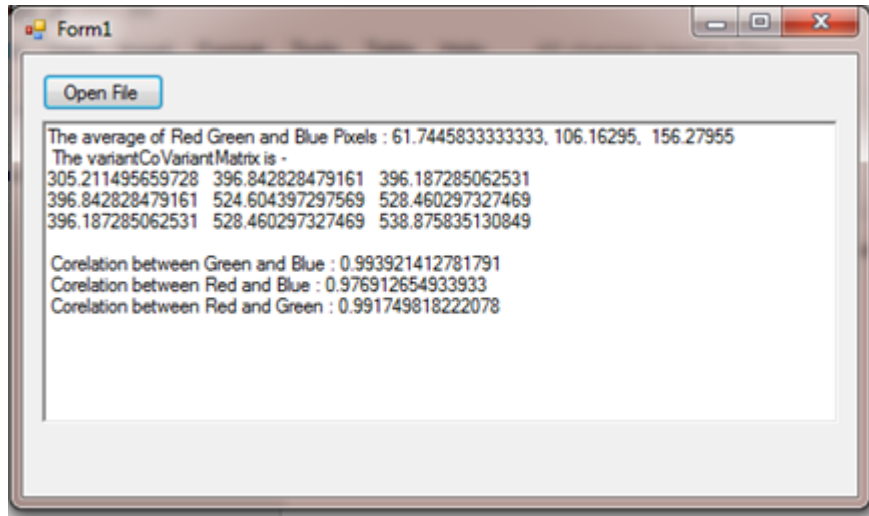 Form1
Open File
The average of Red Green and Blue Pixels : 61.7445833333333, 106.16295, 156.27955
The variantCoVariantMatrix is -
305.211495659728 396.842828479161 396.187285062531
396.842828479161 524.604397297569 528.460297327469
396.187285062531 528.460297327469 538.875835130849
Corelation between Green and Blue : 0.993921412781791
Corelation between Red and Blue : 0.976912654933933
Corelation between Red and Green : 0.991749818222078